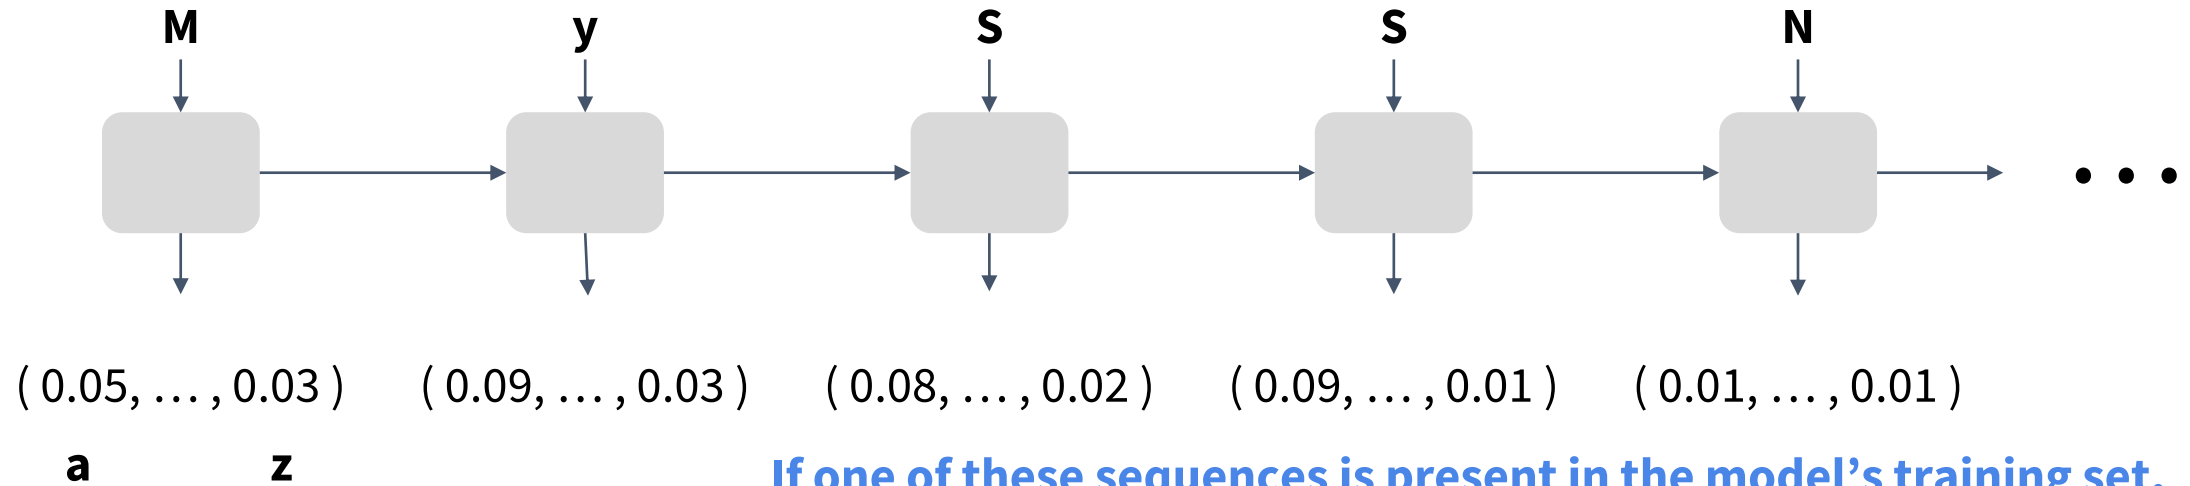 M y S S N
• • •
( 0.05, … , 0.03 ) ( 0.09, … , 0.03 ) ( 0.08, … , 0.02 ) ( 0.09, … , 0.01 ) ( 0.01, … , 0.01 )
a z If one of these sequences is present in the model’s training set,